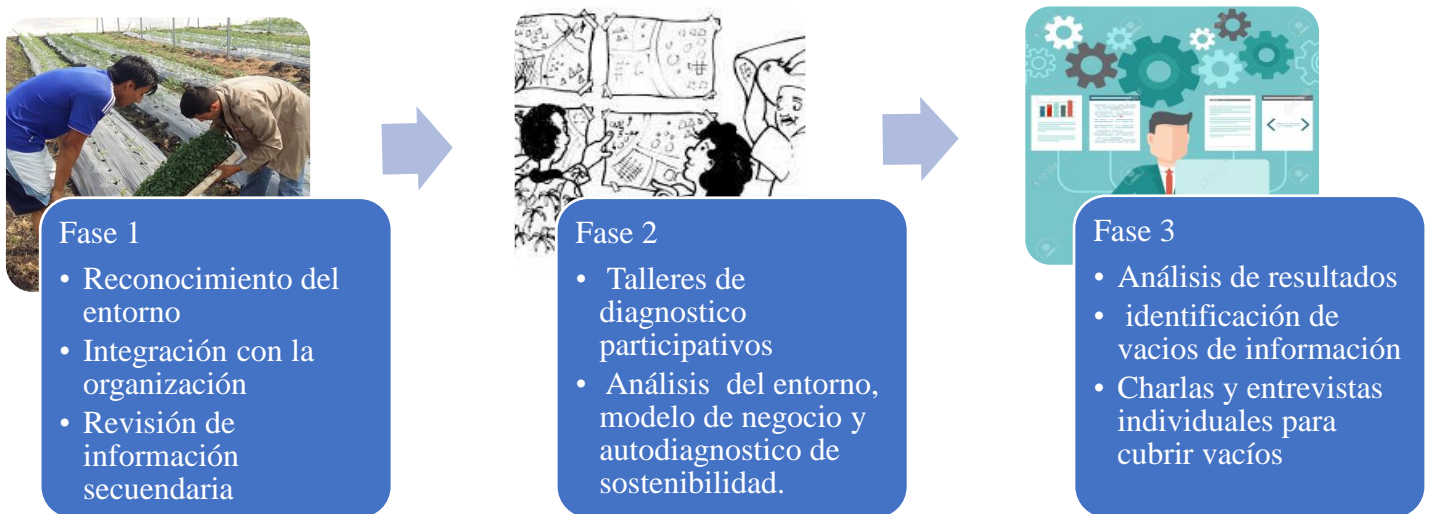 Fase 1
• Reconocimiento del
entorno
• Integración con la
organización
• Revisión de
información
secuendaria
Fase 2
• Talleres de
diagnostico
participativos
• Análisis del entorno,
modelo de negocio y
autodiagnostico de
sostenibilidad.
Fase 3
• Análisis de resultados
• identificación de
vacios de información
• Charlas y entrevistas
individuales para
cubrir vacíos